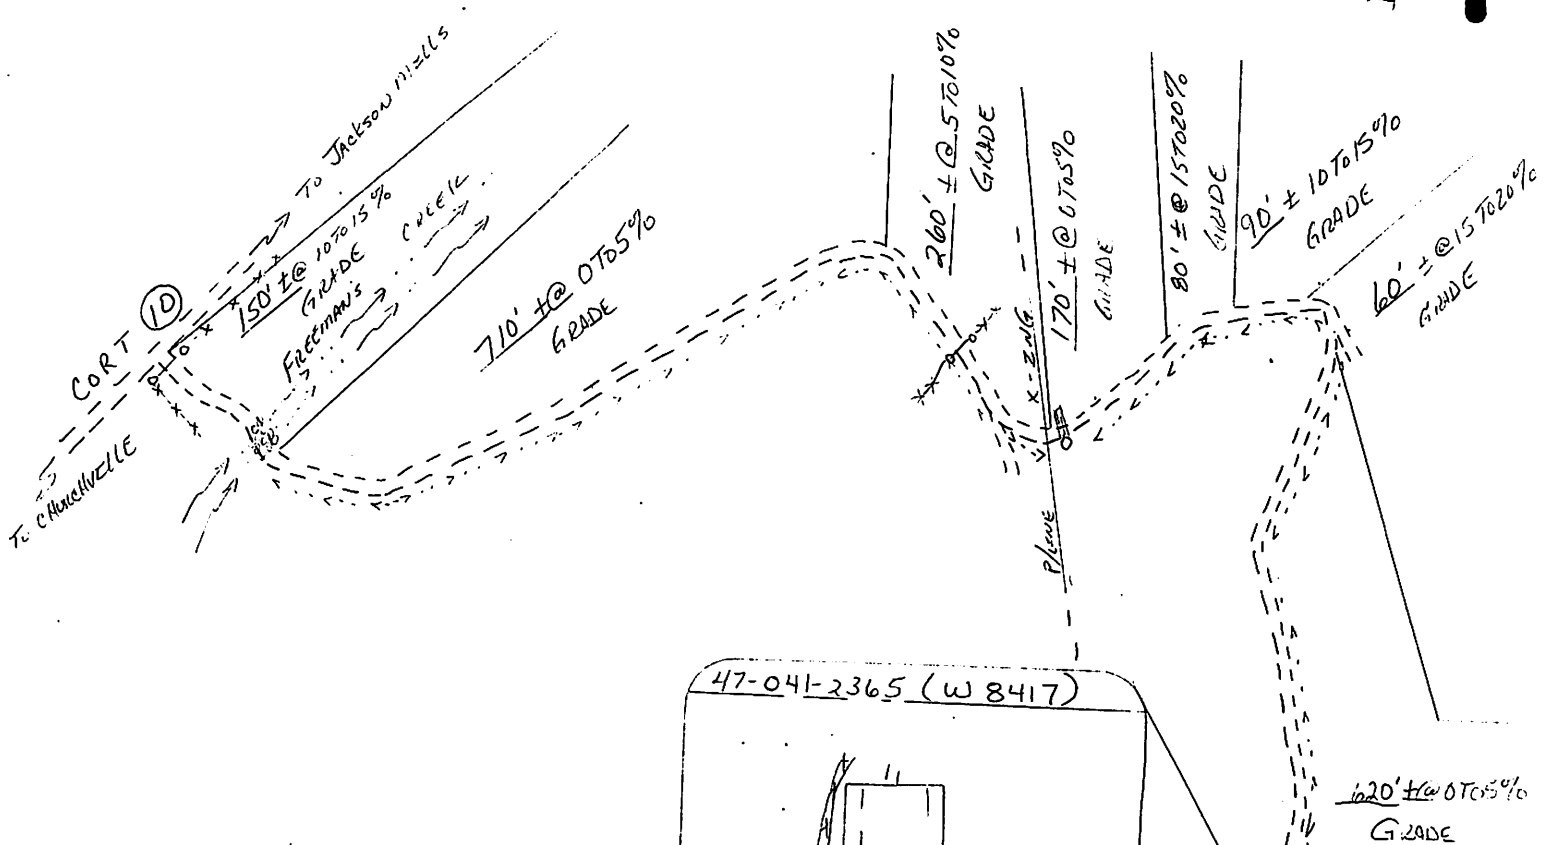 To JACKSON MILLS
CORT 10
To CHURCHVILLE
150' ± @ 10 TO 15%
GRADE
FREEMAN'S CREEK
710' ± @ 0 TO 5%
GRADE
260' ± @ 5 TO 10%
GRADE
X-ING
P/LINE
170' ± @ 0 TO 5%
GRADE
80' ± @ 15 TO 20%
GRADE
90' ± 10 TO 15%
GRADE
60' ± @ 15 TO 20%
GRADE
47-041-2365 (W 8417)
620' ± @ 0 TO 5%
GRADE